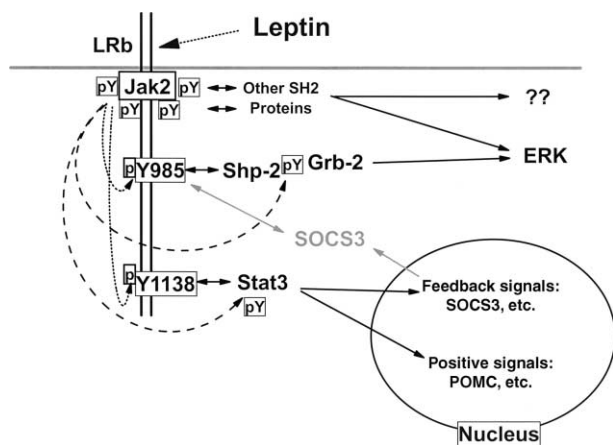 Leptin
LRb
pY Jak2 pY Other SH2 ??
pY pY Proteins
ERK
p Y985 Shp-2 pY Grb-2
SOCS3
p Y1138 Stat3
pY
Feedback signals:
SOCS3, etc.
Positive signals:
POMC, etc.
Nucleus